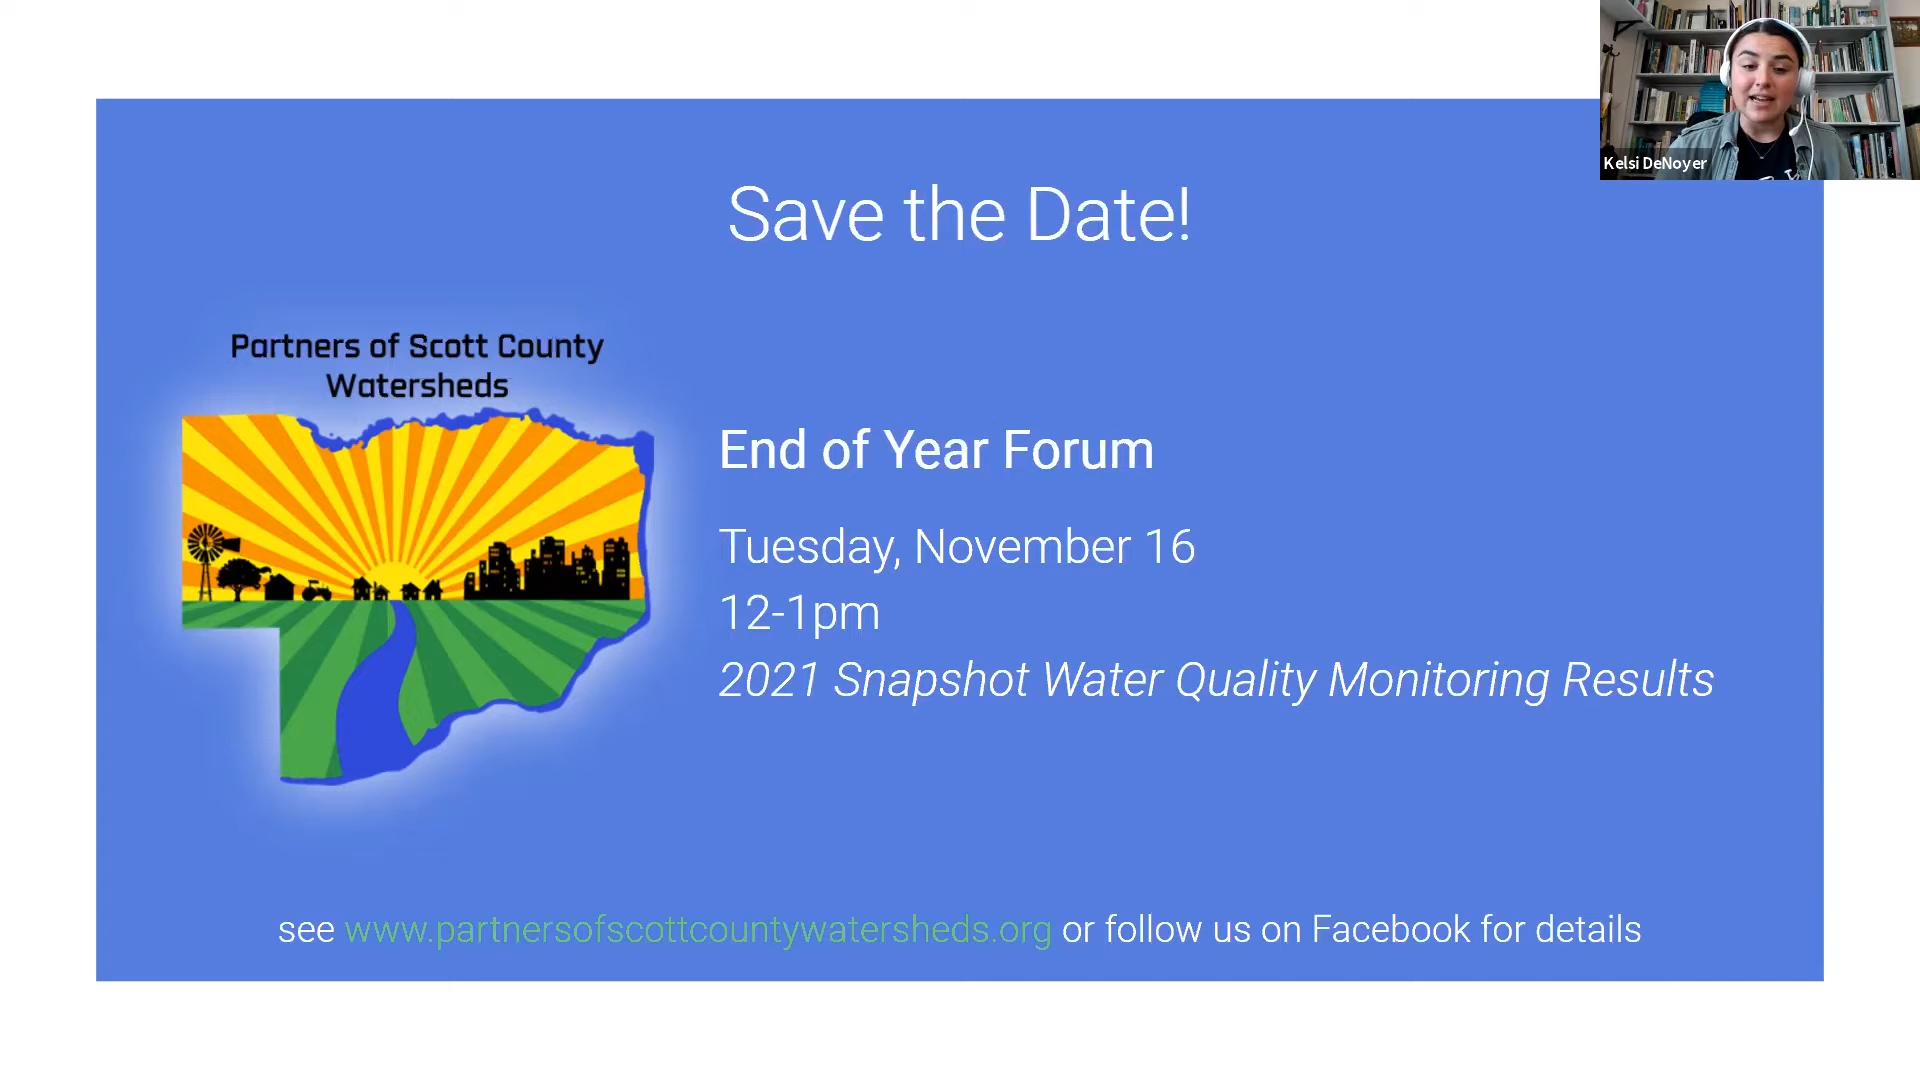 Kelsi DeNoyer
Save the Date!
Partners of Scott County
Watersheds
End of Year Forum
Tuesday, November 16
12-1pm
2021 Snapshot Water Quality Monitoring Results
see www.partnersofscottcountywatersheds.org or follow us on Facebook for details